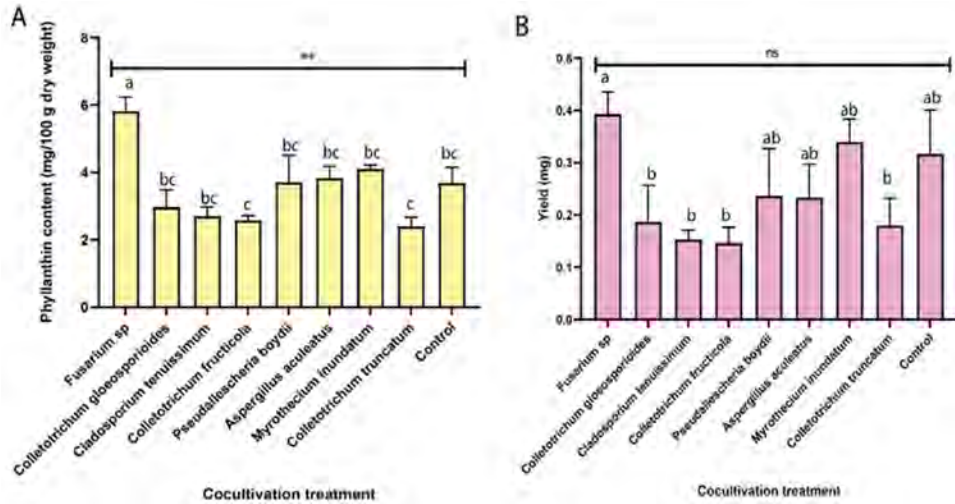 A
Phyllanthin content (mg/100 g dry weight)
8
6
4
2
0
**
a
bc
bc
c
bc
bc
bc
c
bc
Fusarium sp
Colletotrichum gloeosporioides
Cladosporium tenuissimum
Colletotrichum fructicola
Pseudallescheria boydii
Aspergillus aculeatus
Myrothecium inundatum
Colletotrichum truncatum
Control
Cocultivation treatment
B
Yield (mg)
0.5
0.4
0.3
0.2
0.1
0.0
ns
a
b
b
b
ab
ab
ab
b
ab
Fusarium sp
Colletotrichum gloeosporioides
Cladosporium tenuissimum
Colletotrichum fructicola
Pseudallescheria boydii
Aspergillus aculeatus
Myrothecium inundatum
Colletotrichum truncatum
Control
Cocultivation treatment